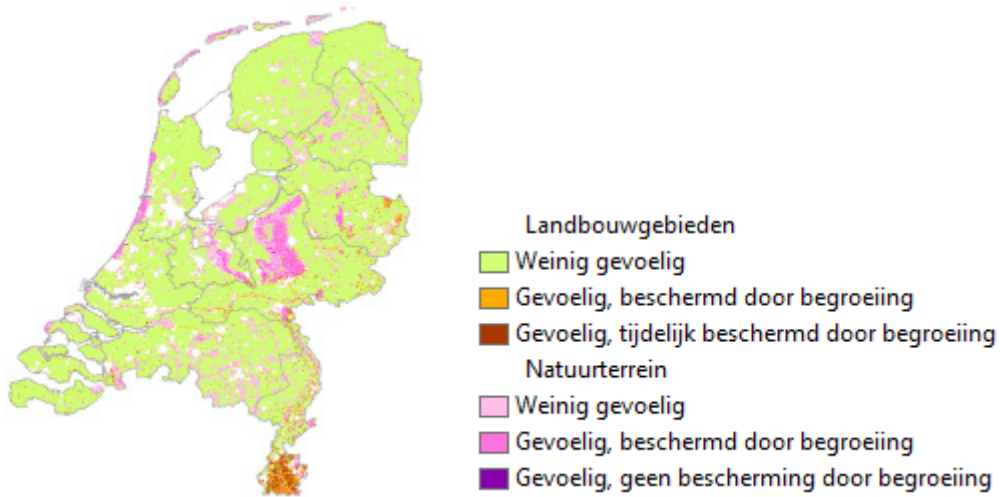 Landbouwgebieden
Weinig gevoelig
Gevoelig, beschermd door begroeiing
Gevoelig, tijdelijk beschermd door begroeiing
Natuurterrein
Weinig gevoelig
Gevoelig, beschermd door begroeiing
Gevoelig, geen bescherming door begroeiing